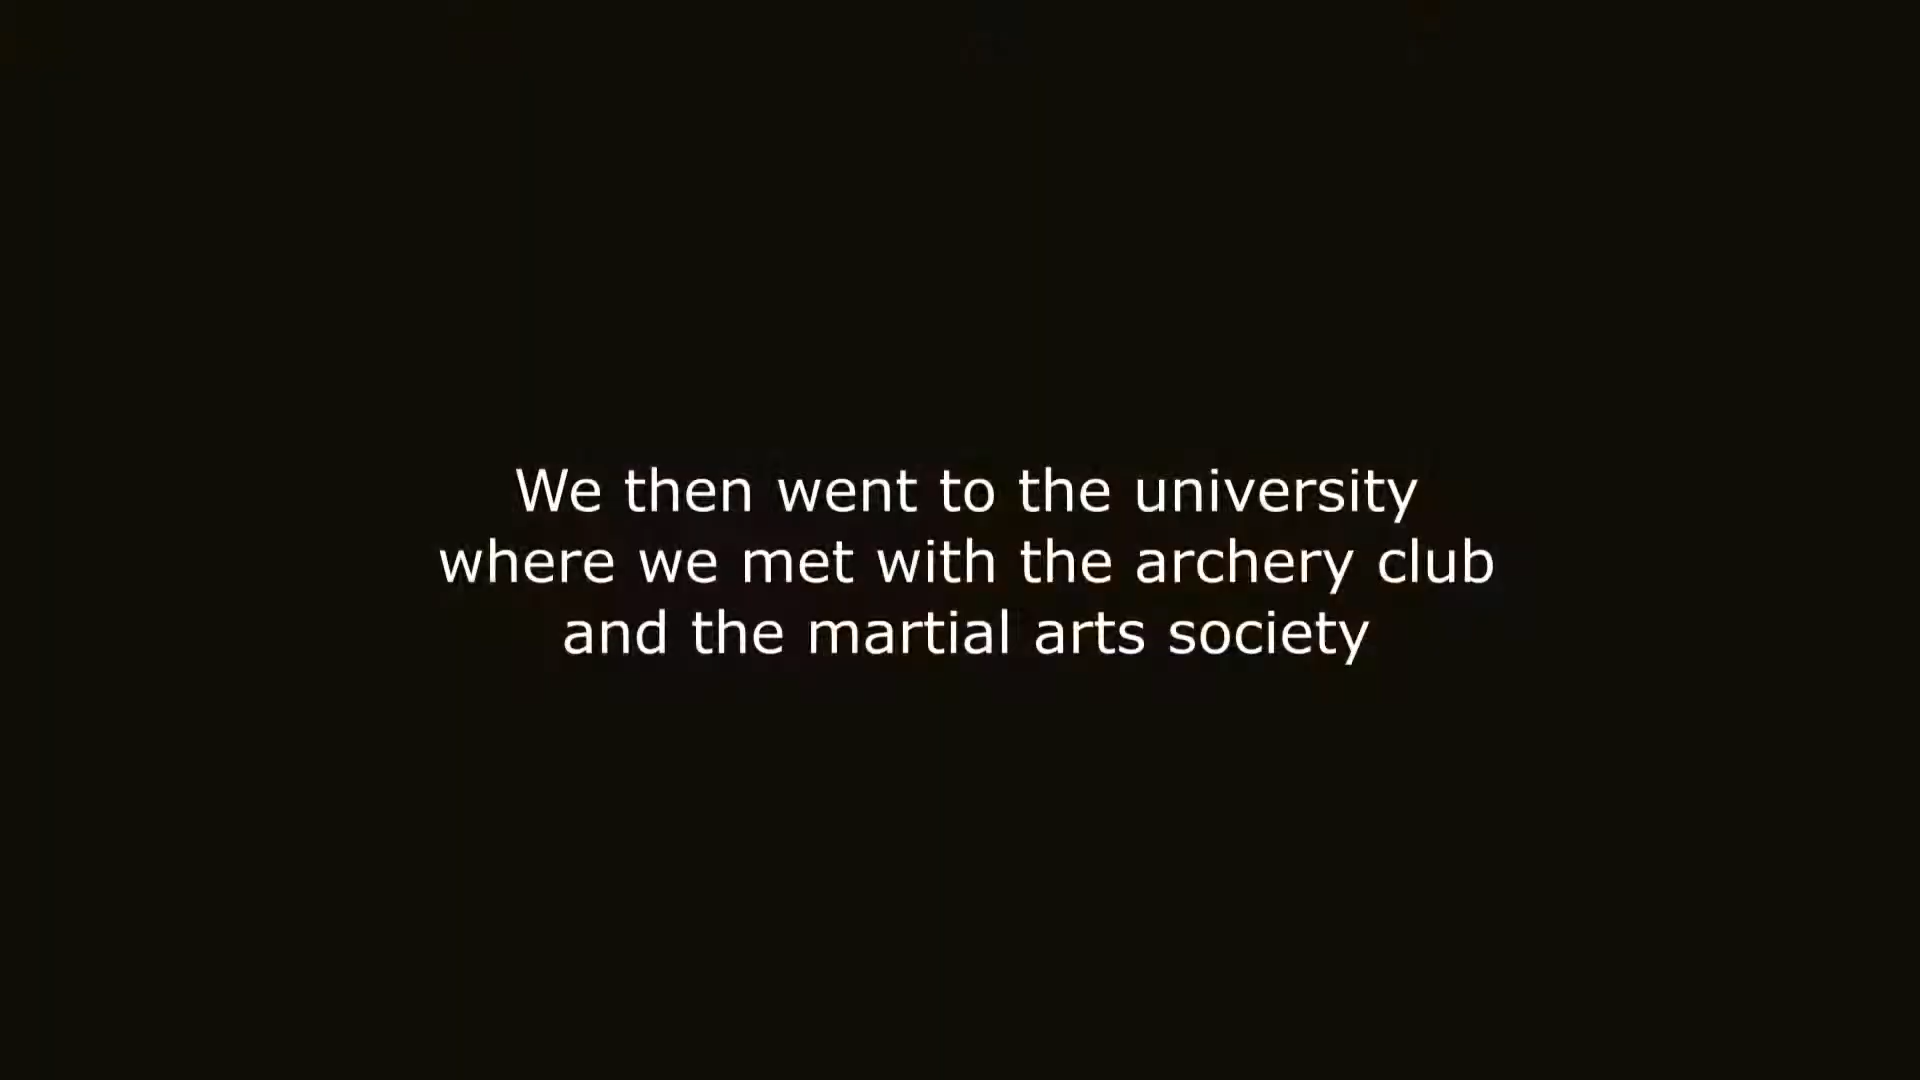 We then went to the university
where we met with the archery club
and the martial arts society